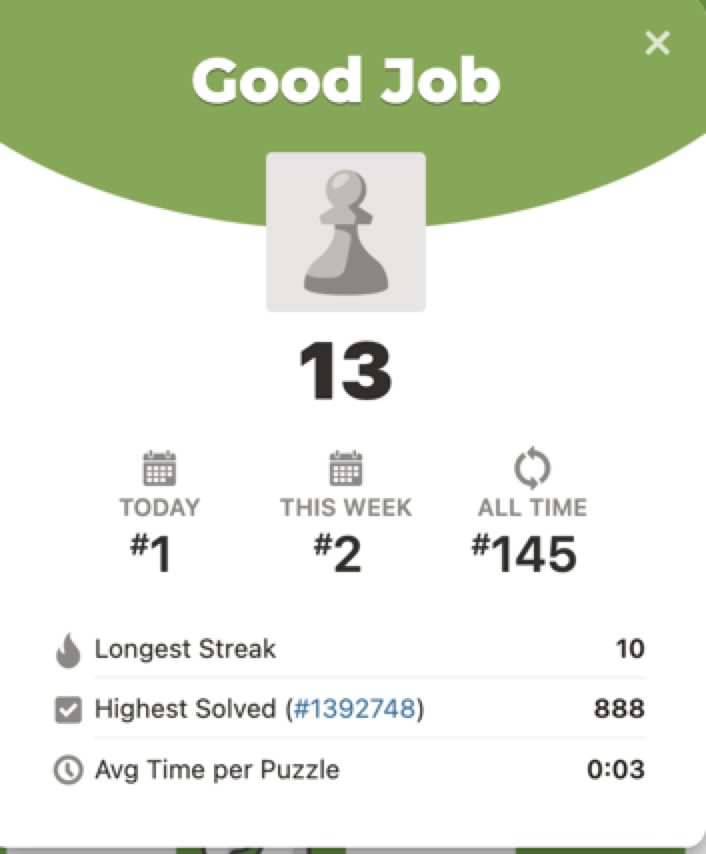 Good Job
13
TODAY THIS WEEK ALL TIME
#1 #2 #145
Longest Streak 10
Highest Solved (#1392748) 888
Avg Time per Puzzle 0:03